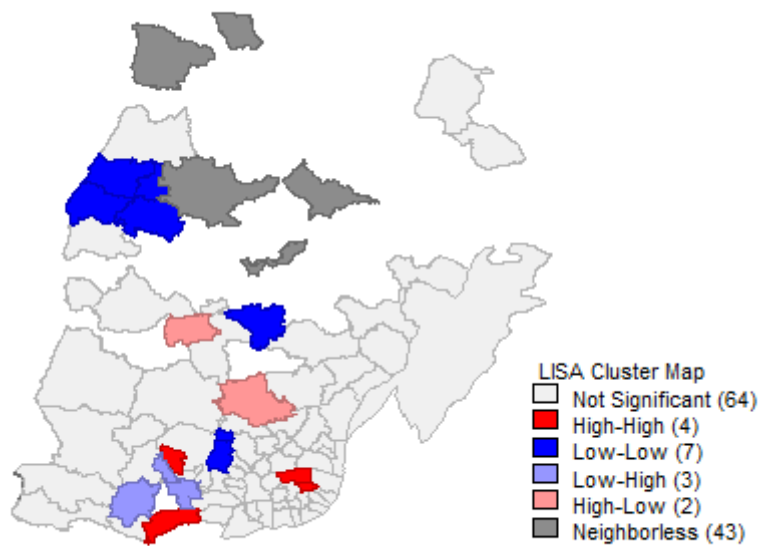 LISA Cluster Map
Not Significant (64)
High-High (4)
Low-Low (7)
Low-High (3)
High-Low (2)
Neighborless (43)